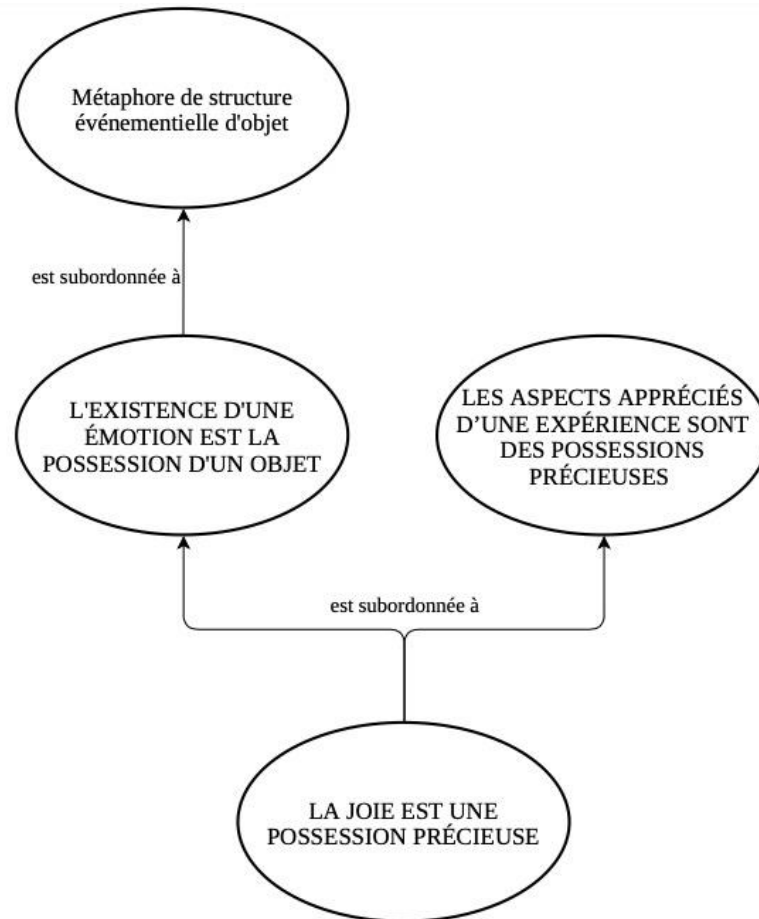 Métaphore de structure
événementielle d'objet
est subordonnée à
L'EXISTENCE D'UNE
ÉMOTION EST LA
POSSESSION D'UN OBJET
LES ASPECTS APPRÉCIÉS
D’UNE EXPÉRIENCE SONT
DES POSSESSIONS
PRÉCIEUSES
est subordonnée à
LA JOIE EST UNE
POSSESSION PRÉCIEUSE